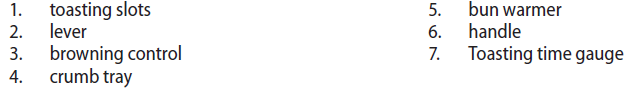 1. toasting slots
2. lever
3. browning control
4. crumb tray
5. bun warmer
6. handle
7. Toasting time gauge